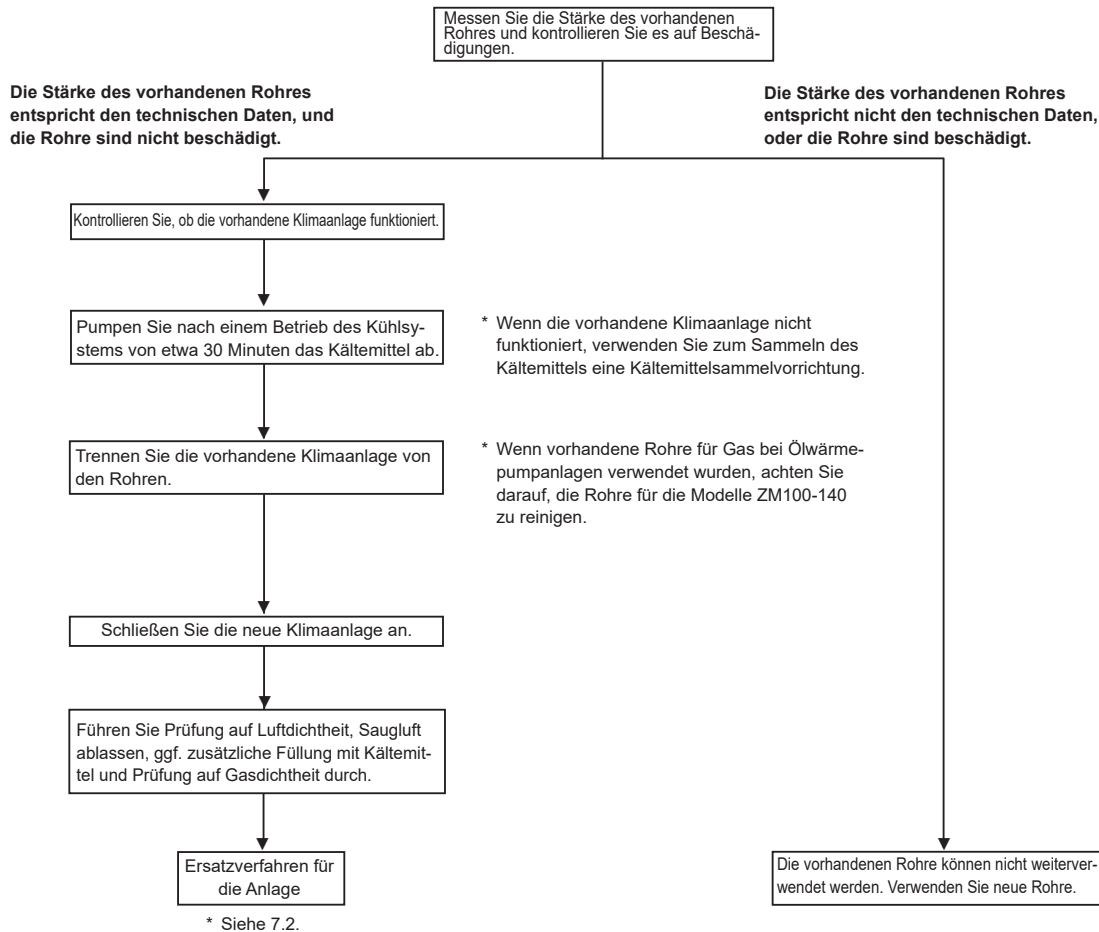 Messen Sie die Stärke des vorhandenen
Rohres und kontrollieren Sie es auf Beschä-
digungen.
Die Stärke des vorhandenen Rohres
entspricht den technischen Daten, und
die Rohre sind nicht beschädigt.
Die Stärke des vorhandenen Rohres
entspricht nicht den technischen Daten,
oder die Rohre sind beschädigt.
Kontrollieren Sie, ob die vorhandene Klimaanlage funktioniert.
Pumpen Sie nach einem Betrieb des Kühlsy-
stems von etwa 30 Minuten das Kältemittel ab.
* Wenn die vorhandene Klimaanlage nicht
funktioniert, verwenden Sie zum Sammeln des
Kältemittels eine Kältemittelsammelvorrichtung.
Trennen Sie die vorhandene Klimaanlage von
den Rohren.
* Wenn vorhandene Rohre für Gas bei Ölwärme-
pumpanlagen verwendet wurden, achten Sie
darauf, die Rohre für die Modelle ZM100-140
zu reinigen.
Schließen Sie die neue Klimaanlage an.
Führen Sie Prüfung auf Luftdichtheit, Saugluft
ablassen, ggf. zusätzliche Füllung mit Kältemit-
tel und Prüfung auf Gasdichtheit durch.
Ersatzverfahren für
die Anlage
* Siehe 7.2.
Die vorhandenen Rohre können nicht weiterver-
wendet werden. Verwenden Sie neue Rohre.